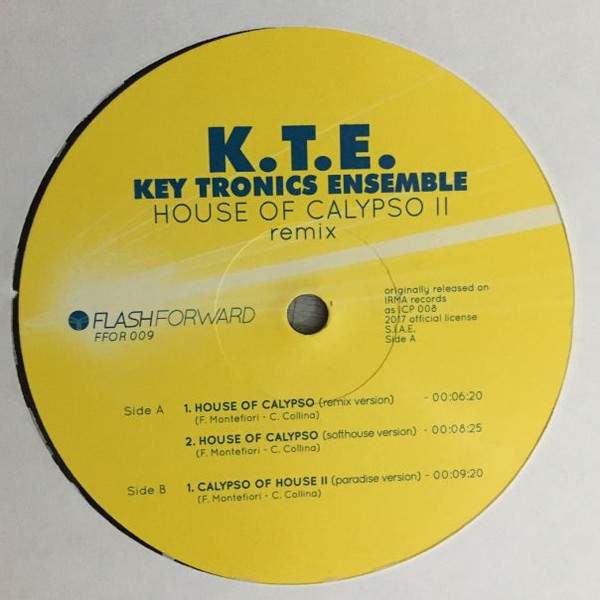 K.T.E.
KEY TRONICS ENSEMBLE
HOUSE OF CALYPSO II
remix
FLASHFORWARD
FFOR 009
originally released on
IRMA records
as ICP 008
2017 official license
S.I.A.E.
Side A
Side A 1. HOUSE OF CALYPSO (remix version) - 00:06:20
(F. Montefiori - C. Collina)
2. HOUSE OF CALYPSO (softhouse version) - 00:08:25
(F. Montefiori - C. Collina)
Side B 1. CALYPSO OF HOUSE II (paradise version) - 00:09:20
(F. Montefiori - C. Collina)